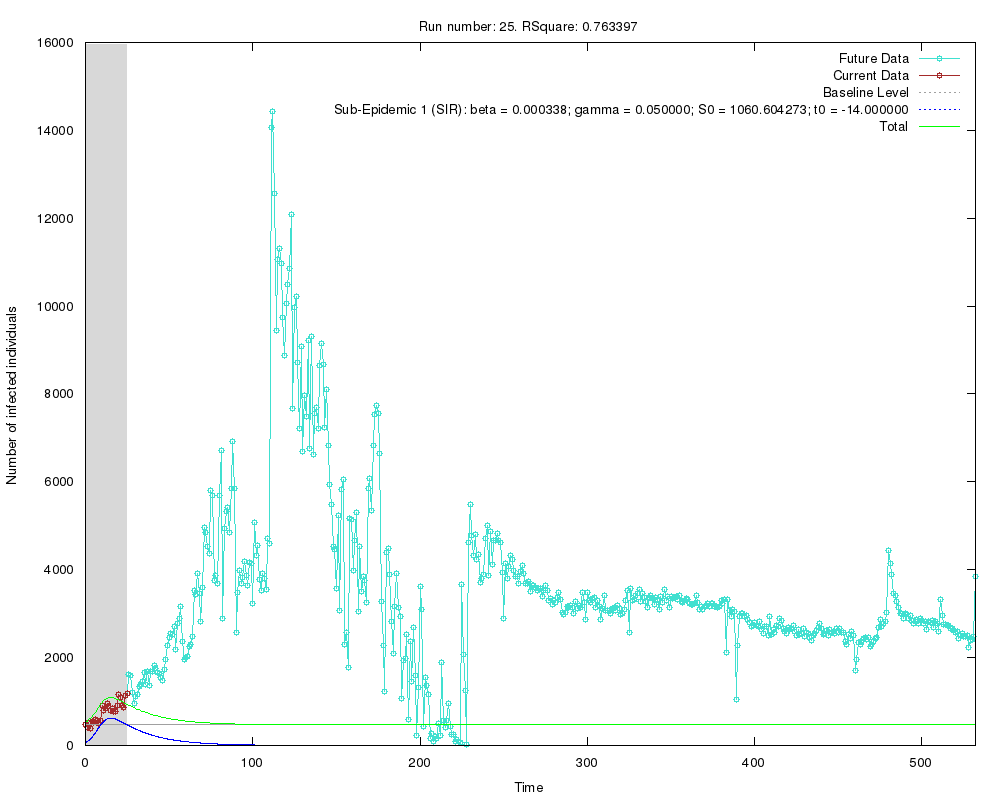 Run number: 25. RSquare: 0.763397
16000
14000
12000
10000
8000
6000
4000
2000
0
Number of infected individuals
Future Data
Current Data
Baseline Level
Sub-Epidemic 1 (SIR): beta = 0.000338; gamma = 0.050000; S0 = 1060.604273; t0 = -14.000000
Total
0 100 200 300 400 500
Time